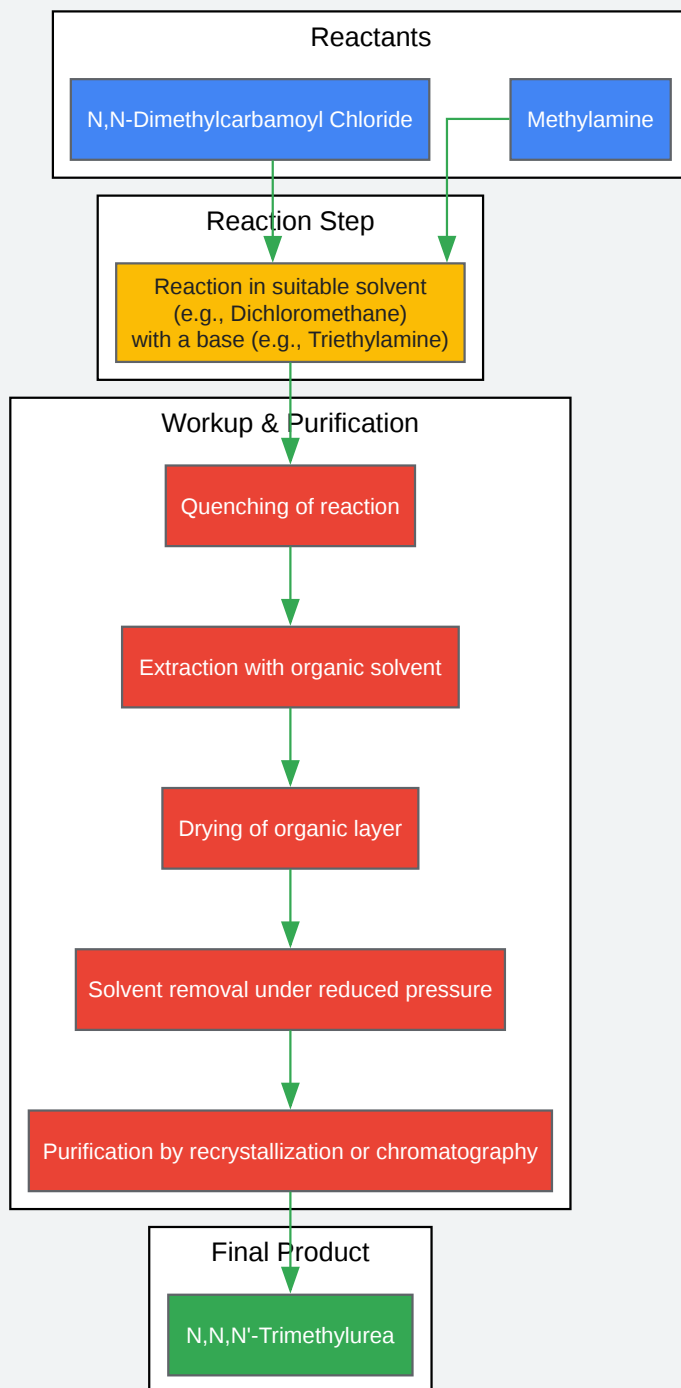 Reactants
N,N-Dimethylcarbamoyl Chloride
Methylamine
Reaction Step
Reaction in suitable solvent
(e.g., Dichloromethane)
with a base (e.g., Triethylamine)
Workup & Purification
Quenching of reaction
Extraction with organic solvent
Drying of organic layer
Solvent removal under reduced pressure
Purification by recrystallization or chromatography
Final Product
N,N,N'-Trimethylurea